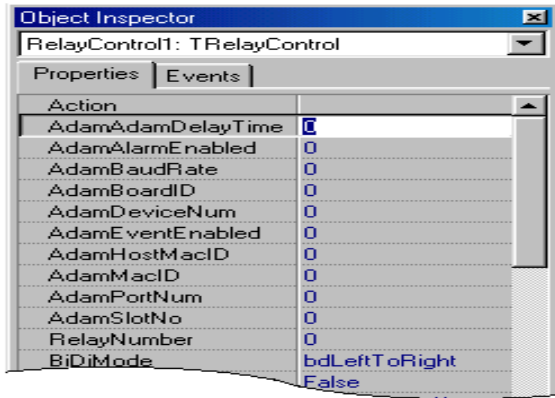 Object Inspector
RelayControl1: TRelayControl
Properties Events
Action
AdamAdamDelayTime 0
AdamAlarmEnabled 0
AdamBaudRate 0
AdamBoardID 0
AdamDeviceNum 0
AdamEventEnabled 0
AdamHostMacID 0
AdamMacID 0
AdamPortNum 0
AdamSlotNo 0
RelayNumber 0
BiDiMode bdLeftToRight
False